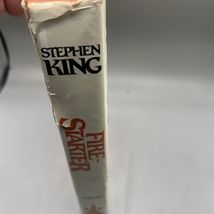 STEPHEN
KING
FIRE-
STARTER